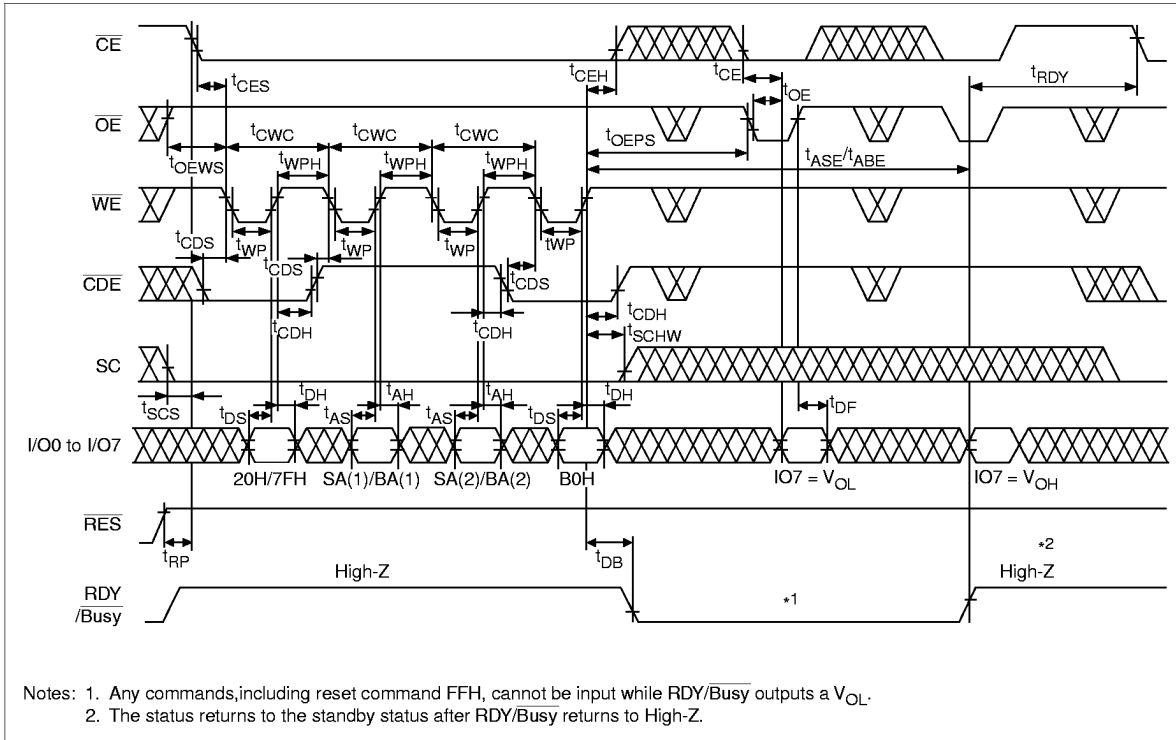 CE
tCES
tCEH
tCE
tOE
tRDY
OE
tOEWS
tCWC
tCWC
tCWC
tOEPS
tWPH
tWPH
tWPH
tASE/tABE
WE
tCDS
tWP
tCDS
tWP
tWP
tCDS
tWP
CDE
tCDH
tCDH
tCDH
tSCHW
SC
tSCS
tDS
tDH
tAS
tAH
tAS
tAH
tDS
tDH
tDF
I/O0 to I/O7
20H/7FH
SA(1)/BA(1)
SA(2)/BA(2)
B0H
IO7 = VOL
IO7 = VOH
RES
tRP
tDB
*2
High-Z
High-Z
RDY
/Busy
*1
Notes: 1. Any commands,including reset command FFH, cannot be input while RDY/Busy outputs a VOL.
2. The status returns to the standby status after RDY/Busy returns to High-Z.